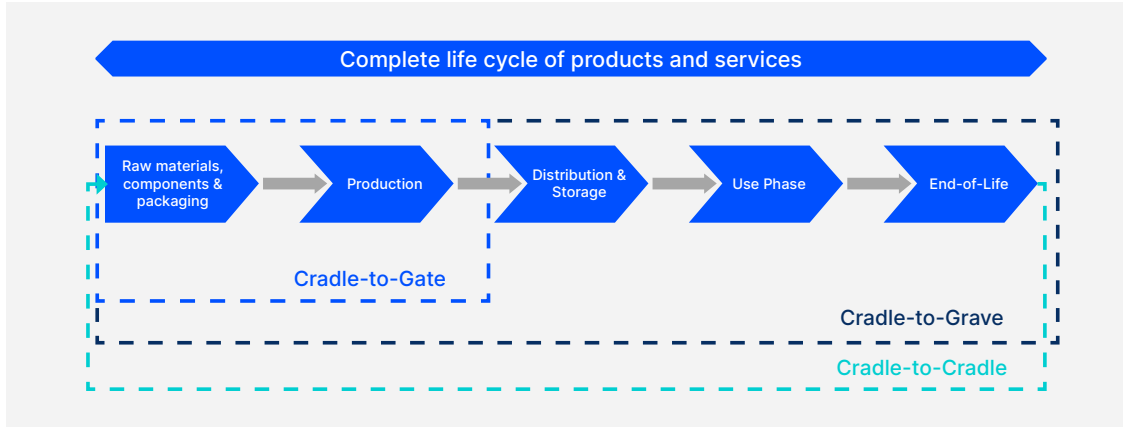 Complete life cycle of products and services
Raw materials,
components &
packaging
Production
Distribution &
Storage
Use Phase
End-of-Life
Cradle-to-Gate
Cradle-to-Grave
Cradle-to-Cradle